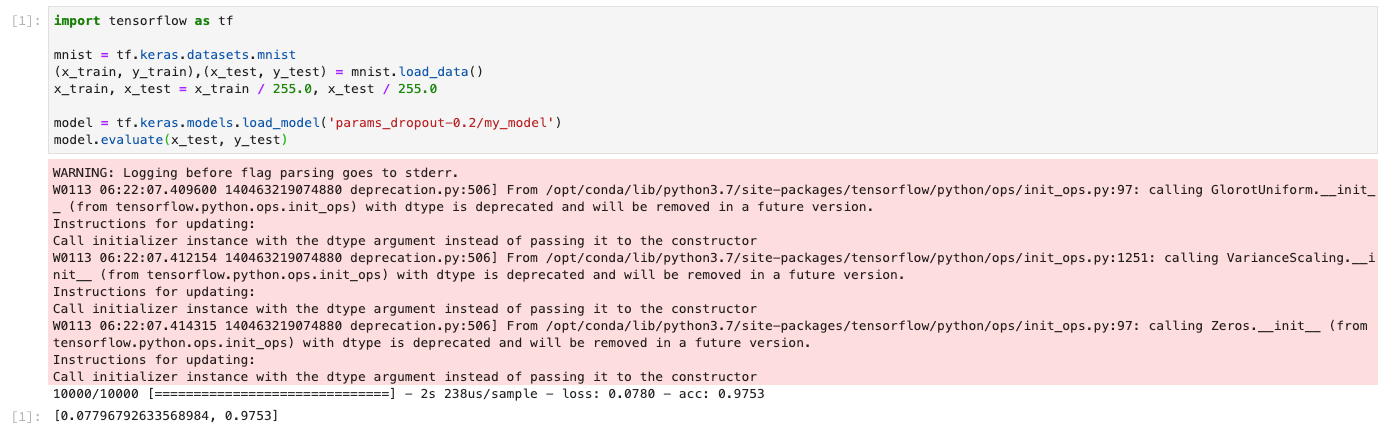 [1]: import tensorflow as tf
mnist = tf.keras.datasets.mnist
(x_train, y_train),(x_test, y_test) = mnist.load_data()
x_train, x_test = x_train / 255.0, x_test / 255.0
model = tf.keras.models.load_model('params_dropout-0.2/my_model')
model.evaluate(x_test, y_test)
WARNING: Logging before flag parsing goes to stderr.
W0113 06:22:07.409600 140463219074880 deprecation.py:506] From /opt/conda/lib/python3.7/site-packages/tensorflow/python/ops/init_ops.py:97: calling GlorotUniform.__init_
_ (from tensorflow.python.ops.init_ops) with dtype is deprecated and will be removed in a future version.
Instructions for updating:
Call initializer instance with the dtype argument instead of passing it to the constructor
W0113 06:22:07.412154 140463219074880 deprecation.py:506] From /opt/conda/lib/python3.7/site-packages/tensorflow/python/ops/init_ops.py:1251: calling VarianceScaling.__i
nit__ (from tensorflow.python.ops.init_ops) with dtype is deprecated and will be removed in a future version.
Instructions for updating:
Call initializer instance with the dtype argument instead of passing it to the constructor
W0113 06:22:07.414315 140463219074880 deprecation.py:506] From /opt/conda/lib/python3.7/site-packages/tensorflow/python/ops/init_ops.py:97: calling Zeros.__init__ (from
tensorflow.python.ops.init_ops) with dtype is deprecated and will be removed in a future version.
Instructions for updating:
Call initializer instance with the dtype argument instead of passing it to the constructor
10000/10000 [==============================] - 2s 238us/sample - loss: 0.0780 - acc: 0.9753
[1]: [0.07796792633568984, 0.9753]